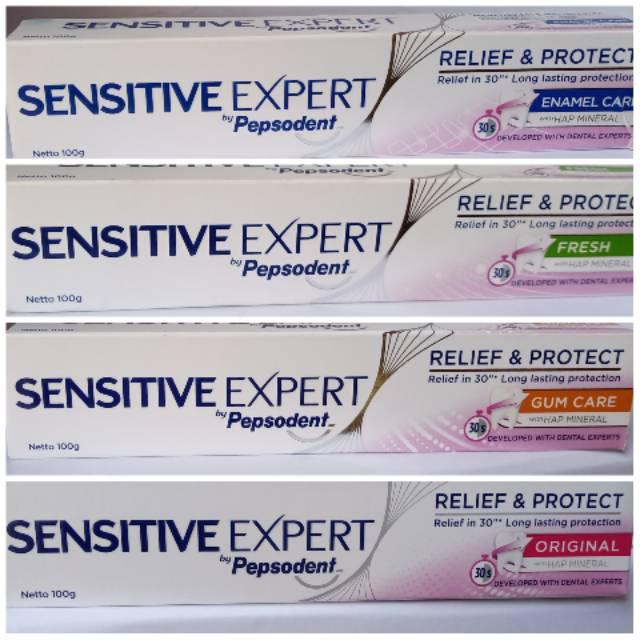 SENSITIVE EXPERT
by Pepsodent
Netto 100g
RELIEF & PROTECT
Relief in 30"* Long lasting protection
ENAMEL CARE
with HAP MINERAL
30s
DEVELOPED WITH DENTAL EXPERTS
SENSITIVE EXPERT
by Pepsodent
Netto 100g
RELIEF & PROTEC
Relief in 30"* Long lasting protect
FRESH
with HAP MINERAL
30s
DEVELOPED WITH DENTAL EXPE
SENSITIVE EXPERT
by Pepsodent
Netto 100g
RELIEF & PROTECT
Relief in 30"* Long lasting protection
GUM CARE
with HAP MINERAL
30s
DEVELOPED WITH DENTAL EXPERTS
SENSITIVE EXPERT
by Pepsodent
Netto 100g
RELIEF & PROTECT
Relief in 30"* Long lasting protection
ORIGINAL
with HAP MINERAL
30s
DEVELOPED WITH DENTAL EXPERTS